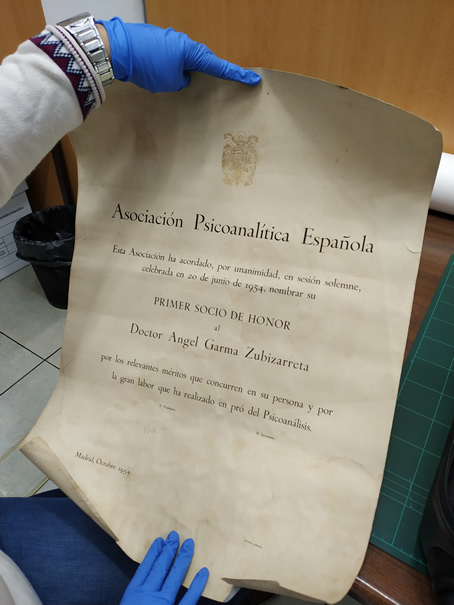 Asociación Psicoanalítica Española
Esta Asociación ha acordado, por unanimidad, en sesión solemne,
celebrada en 20 de junio de 1954, nombrar su
PRIMER SOCIO DE HONOR
al
Doctor Angel Garma Zubizarreta
por los relevantes méritos que concurren en su persona y por
la gran labor que ha realizado en pró del Psicoanálisis.
Madrid, Octubre 1954